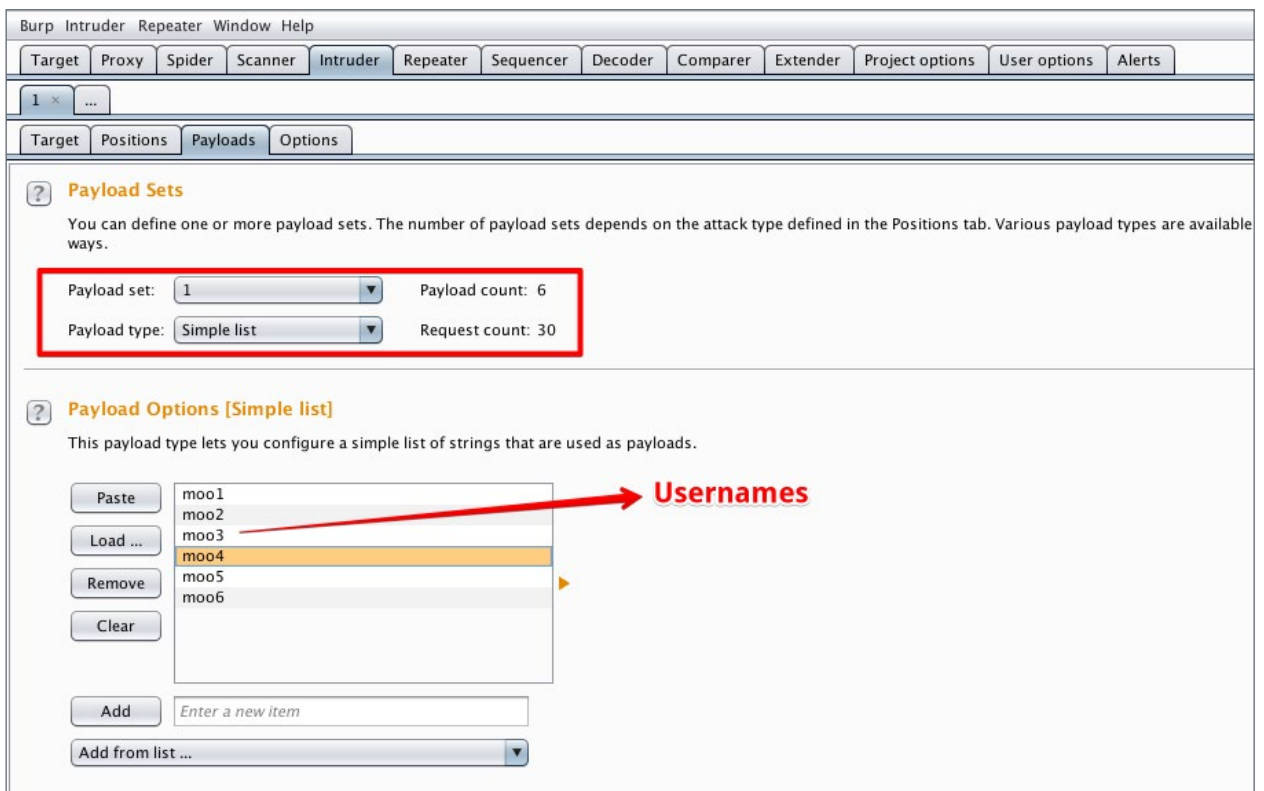 Burp Intruder Repeater Window Help
Target Proxy Spider Scanner Intruder Repeater Sequencer Decoder Comparer Extender Project options User options Alerts
1 × ...
Target Positions Payloads Options
? Payload Sets
You can define one or more payload sets. The number of payload sets depends on the attack type defined in the Positions tab. Various payload types are available
ways.
Payload set: 1 Payload count: 6
Payload type: Simple list Request count: 30
? Payload Options [Simple list]
This payload type lets you configure a simple list of strings that are used as payloads.
Paste moo1 Usernames
moo2
Load ... moo3
moo4
Remove moo5
moo6
Clear
Add Enter a new item
Add from list ...